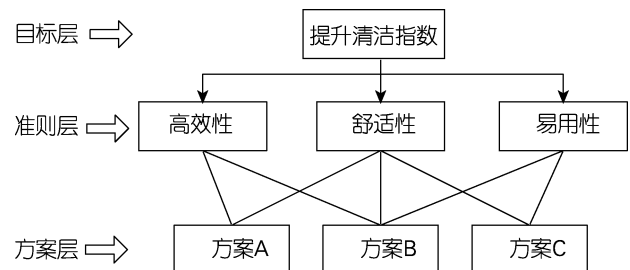 目标层
提升清洁指数
准则层
高效性
舒适性
易用性
方案层
方案A
方案B
方案C